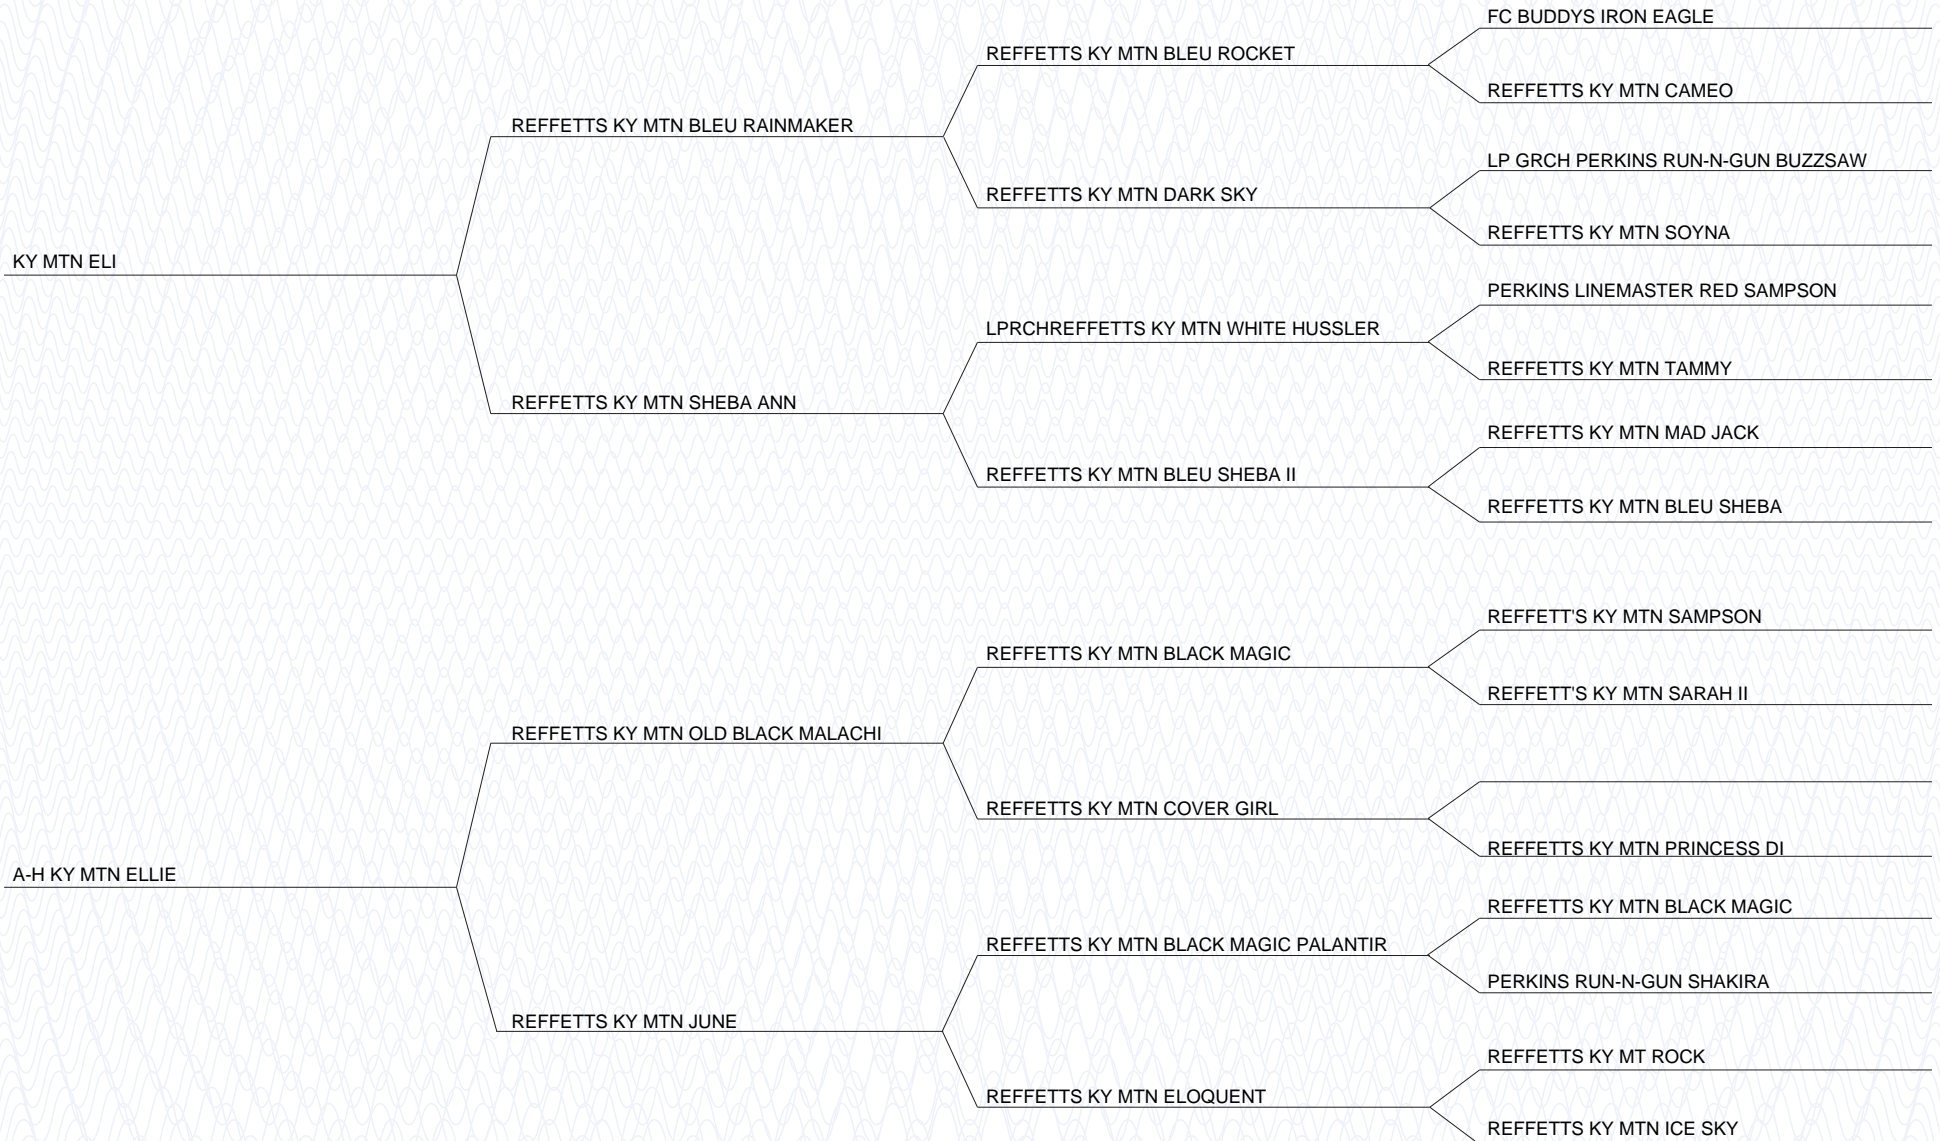 FC BUDDYS IRON EAGLE
REFFETTS KY MTN BLEU ROCKET
REFFETTS KY MTN CAMEO
REFFETTS KY MTN BLEU RAINMAKER
LP GRCH PERKINS RUN-N-GUN BUZZSAW
REFFETTS KY MTN DARK SKY
REFFETTS KY MTN SOYNA
KY MTN ELI
PERKINS LINEMASTER RED SAMPSON
LPRCHREFFETTS KY MTN WHITE HUSSLER
REFFETTS KY MTN TAMMY
REFFETTS KY MTN SHEBA ANN
REFFETTS KY MTN MAD JACK
REFFETTS KY MTN BLEU SHEBA II
REFFETTS KY MTN BLEU SHEBA
REFFETT'S KY MTN SAMPSON
REFFETTS KY MTN BLACK MAGIC
REFFETT'S KY MTN SARAH II
REFFETTS KY MTN OLD BLACK MALACHI
REFFETTS KY MTN COVER GIRL
REFFETTS KY MTN PRINCESS DI
A-H KY MTN ELLIE
REFFETTS KY MTN BLACK MAGIC
REFFETTS KY MTN BLACK MAGIC PALANTIR
PERKINS RUN-N-GUN SHAKIRA
REFFETTS KY MTN JUNE
REFFETTS KY MT ROCK
REFFETTS KY MTN ELOQUENT
REFFETTS KY MTN ICE SKY